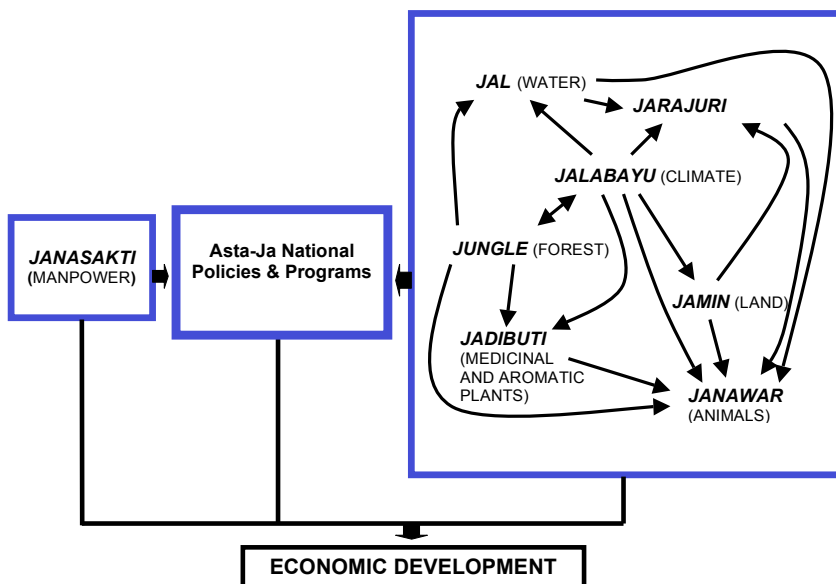 JAL (WATER)
JARAJURI
JALABAYU (CLIMATE)
JANASAKTI
(MANPOWER)
Asta-Ja National
Policies & Programs
JUNGLE (FOREST)
JAMIN (LAND)
JADIBUTI
(MEDICINAL
AND AROMATIC
PLANTS)
JANAWAR
(ANIMALS)
ECONOMIC DEVELOPMENT